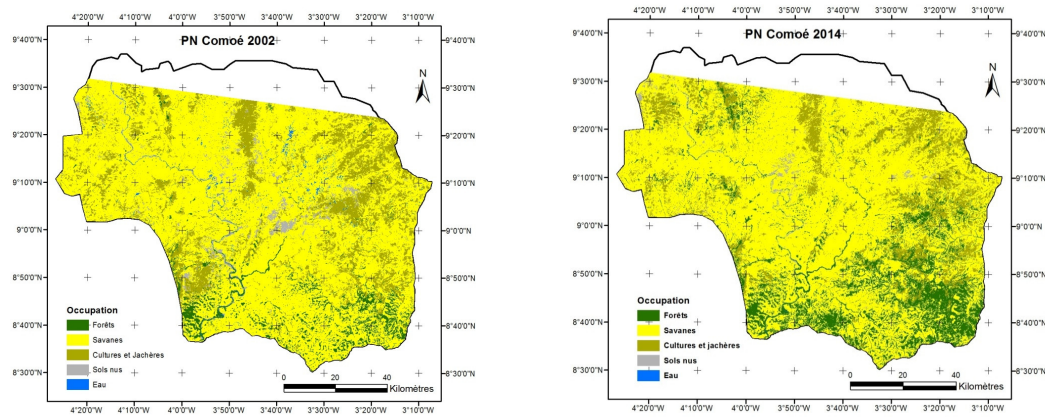 4°20'0"W 4°10'0"W 4°0'0"W 3°50'0"W 3°40'0"W 3°30'0"W 3°20'0"W 3°10'0"W
PN Comoé 2002
N
9°40'0"N
9°30'0"N
9°20'0"N
9°10'0"N
9°0'0"N
8°50'0"N
8°40'0"N
8°30'0"N
9°40'0"N
9°30'0"N
9°20'0"N
9°10'0"N
9°0'0"N
8°50'0"N
8°40'0"N
8°30'0"N
Occupation
Forêts
Savanes
Cultures et jachères
Sols nus
Eau
0 20 40
Kilomètres
4°20'0"W 4°10'0"W 4°0'0"W 3°50'0"W 3°40'0"W 3°30'0"W 3°20'0"W 3°10'0"W
4°20'0"W 4°10'0"W 4°0'0"W 3°50'0"W 3°40'0"W 3°30'0"W 3°20'0"W 3°10'0"W
PN Comoé 2014
N
9°40'0"N
9°30'0"N
9°20'0"N
9°10'0"N
9°0'0"N
8°50'0"N
8°40'0"N
8°30'0"N
9°40'0"N
9°30'0"N
9°20'0"N
9°10'0"N
9°0'0"N
8°50'0"N
8°40'0"N
8°30'0"N
Occupation
Forêts
Savanes
Cultures et Jachères
Sols nus
Eau
0 20 40
Kilomètres
4°20'0"W 4°10'0"W 4°0'0"W 3°50'0"W 3°40'0"W 3°30'0"W 3°20'0"W 3°10'0"W